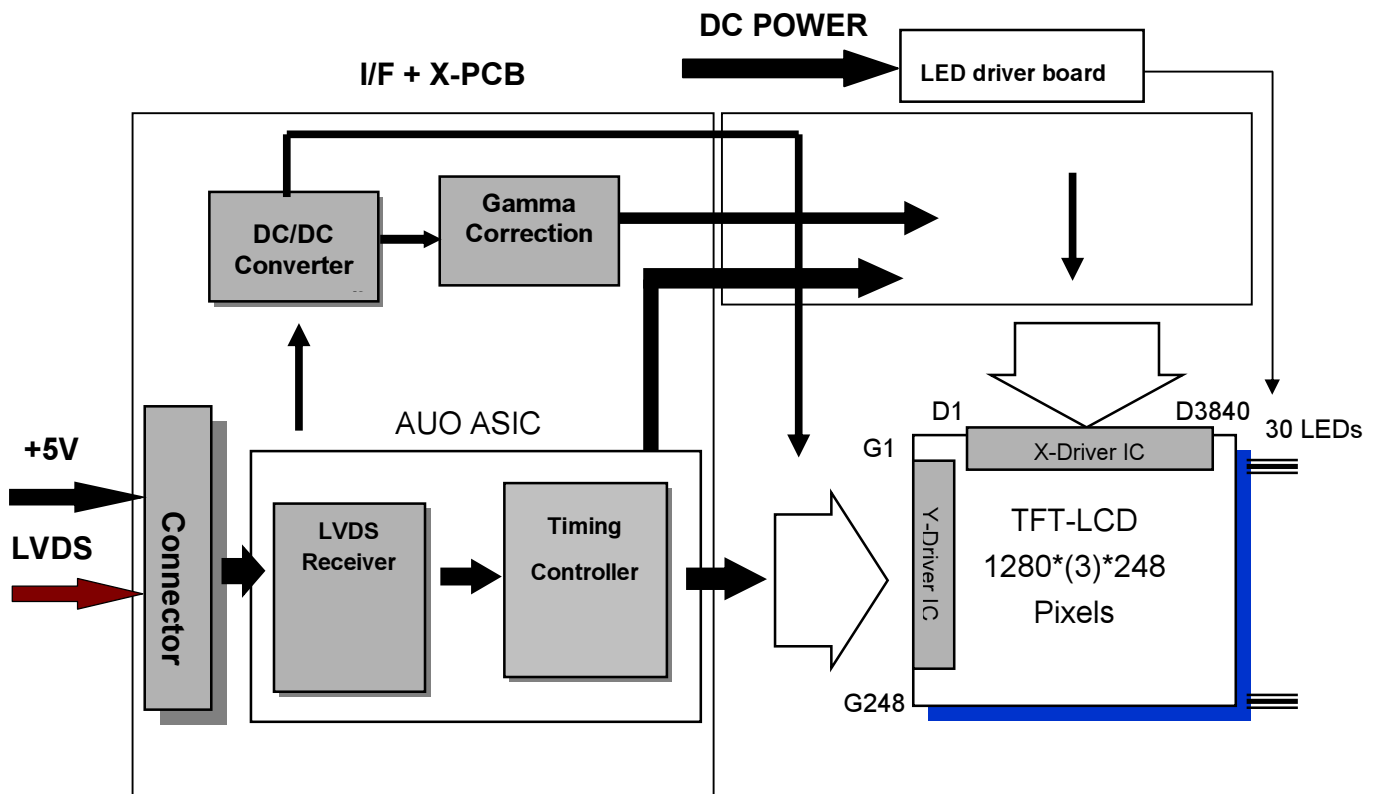 DC POWER
LED driver board
I/F + X-PCB
Gamma
Correction
DC/DC
Converter
AUO ASIC
+5V
LVDS
Connector
LVDS
Receiver
Timing
Controller
D1
D3840
30 LEDs
G1
X-Driver IC
Y-Driver IC
TFT-LCD
1280*(3)*248
Pixels
G248